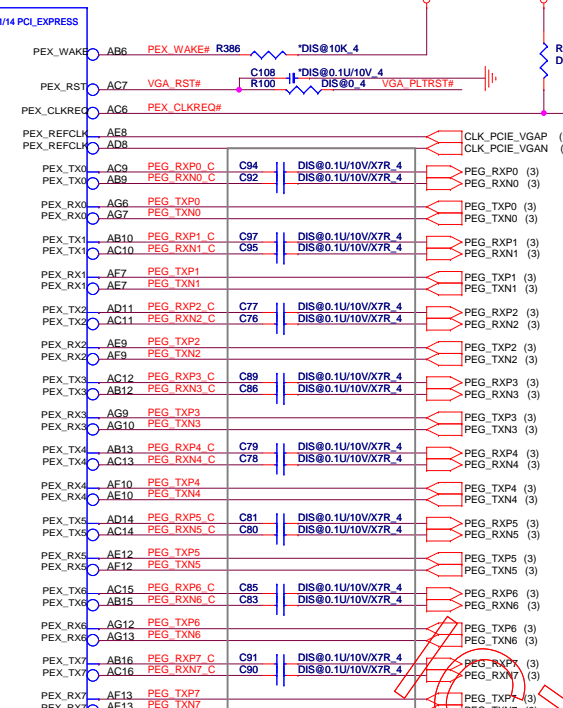 1/14 PCI_EXPRESS
PEX_WAKE AB6 PEX_WAKE# R386 *DIS@10K_4
C108 *DIS@0.1U/10V_4
PEX_RST AC7 VGA_RST# R100 DIS@0_4 VGA_PLTRST#
PEX_CLKREQ AC6 PEX_CLKREQ#
PEX_REFCLK AE8 CLK_PCIE_VGAP
PEX_REFCLK AD8 CLK_PCIE_VGAN
PEX_TX0 AC9 PEG_RXP0_C C94 DIS@0.1U/10V/X7R_4 PEG_RXP0 (3)
PEX_TX0 AB9 PEG_RXN0_C C92 DIS@0.1U/10V/X7R_4 PEG_RXN0 (3)
PEX_RX0 AG6 PEG_TXP0 PEG_TXP0 (3)
PEX_RX0 AG7 PEG_TXN0 PEG_TXN0 (3)
PEX_TX1 AB10 PEG_RXP1_C C97 DIS@0.1U/10V/X7R_4 PEG_RXP1 (3)
PEX_TX1 AC10 PEG_RXN1_C C95 DIS@0.1U/10V/X7R_4 PEG_RXN1 (3)
PEX_RX1 AF7 PEG_TXP1 PEG_TXP1 (3)
PEX_RX1 AE7 PEG_TXN1 PEG_TXN1 (3)
PEX_TX2 AD11 PEG_RXP2_C C77 DIS@0.1U/10V/X7R_4 PEG_RXP2 (3)
PEX_TX2 AC11 PEG_RXN2_C C76 DIS@0.1U/10V/X7R_4 PEG_RXN2 (3)
PEX_RX2 AE9 PEG_TXP2 PEG_TXP2 (3)
PEX_RX2 AF9 PEG_TXN2 PEG_TXN2 (3)
PEX_TX3 AC12 PEG_RXP3_C C89 DIS@0.1U/10V/X7R_4 PEG_RXP3 (3)
PEX_TX3 AB12 PEG_RXN3_C C86 DIS@0.1U/10V/X7R_4 PEG_RXN3 (3)
PEX_RX3 AG9 PEG_TXP3 PEG_TXP3 (3)
PEX_RX3 AG10 PEG_TXN3 PEG_TXN3 (3)
PEX_TX4 AB13 PEG_RXP4_C C79 DIS@0.1U/10V/X7R_4 PEG_RXP4 (3)
PEX_TX4 AC13 PEG_RXN4_C C78 DIS@0.1U/10V/X7R_4 PEG_RXN4 (3)
PEX_RX4 AF10 PEG_TXP4 PEG_TXP4 (3)
PEX_RX4 AE10 PEG_TXN4 PEG_TXN4 (3)
PEX_TX5 AD14 PEG_RXP5_C C81 DIS@0.1U/10V/X7R_4 PEG_RXP5 (3)
PEX_TX5 AC14 PEG_RXN5_C C80 DIS@0.1U/10V/X7R_4 PEG_RXN5 (3)
PEX_RX5 AE12 PEG_TXP5 PEG_TXP5 (3)
PEX_RX5 AF12 PEG_TXN5 PEG_TXN5 (3)
PEX_TX6 AC15 PEG_RXP6_C C85 DIS@0.1U/10V/X7R_4 PEG_RXP6 (3)
PEX_TX6 AB15 PEG_RXN6_C C83 DIS@0.1U/10V/X7R_4 PEG_RXN6 (3)
PEX_RX6 AG12 PEG_TXP6 PEG_TXP6 (3)
PEX_RX6 AG13 PEG_TXN6 PEG_TXN6 (3)
PEX_TX7 AB16 PEG_RXP7_C C91 DIS@0.1U/10V/X7R_4 PEG_RXP7 (3)
PEX_TX7 AC16 PEG_RXN7_C C90 DIS@0.1U/10V/X7R_4 PEG_RXN7 (3)
PEX_RX7 AF13 PEG_TXP7 PEG_TXP7 (3)
PEX_RX7 AE13 PEG_TXN7